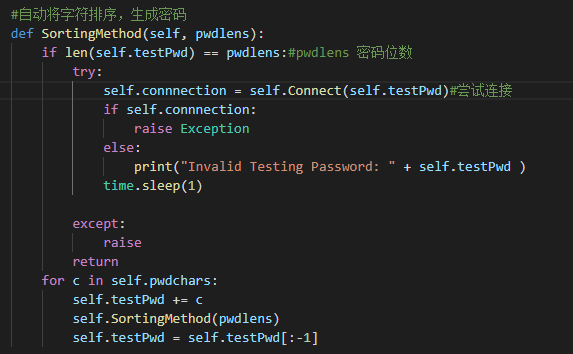 #自动将字符排序，生成密码
def SortingMethod(self, pwdlens):
    if len(self.testPwd) == pwdlens:#pwdlens 密码位数
        try:
            self.connnection = self.Connect(self.testPwd)#尝试连接
            if self.connnection:
                raise Exception
            else:
                print("Invalid Testing Password: " + self.testPwd )
            time.sleep(1)

        except:
            raise
        return
    for c in self.pwdchars:
        self.testPwd += c
        self.SortingMethod(pwdlens)
        self.testPwd = self.testPwd[:-1]